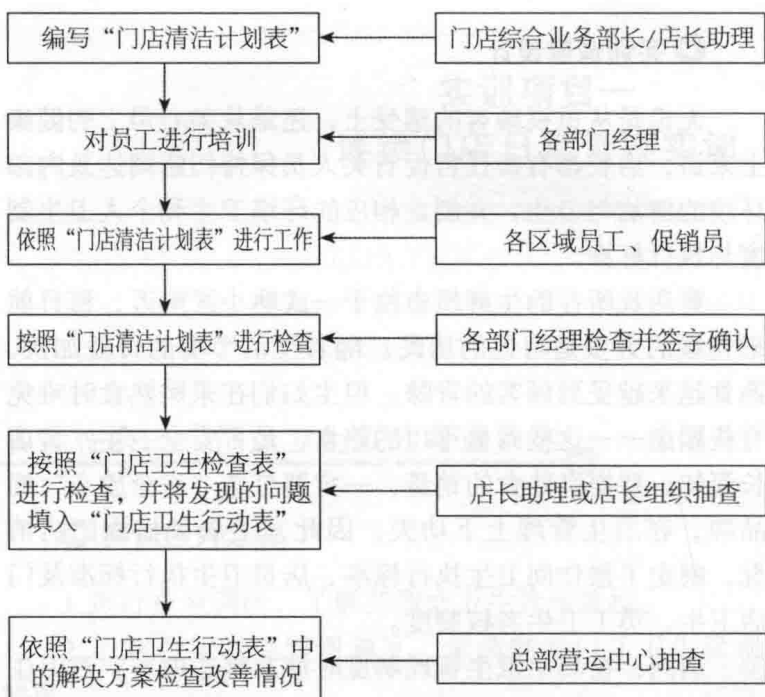 编写“门店清洁计划表”
门店综合业务部长/店长助理
对员工进行培训
各部门经理
依照“门店清洁计划表”进行工作
各区域员工、促销员
按照“门店清洁计划表”进行检查
各部门经理检查并签字确认
按照“门店卫生检查表”
进行检查，并将发现的问题
填入“门店卫生行动表”
店长助理或店长组织抽查
依照“门店卫生行动表”中
的解决方案检查改善情况
总部营运中心抽查